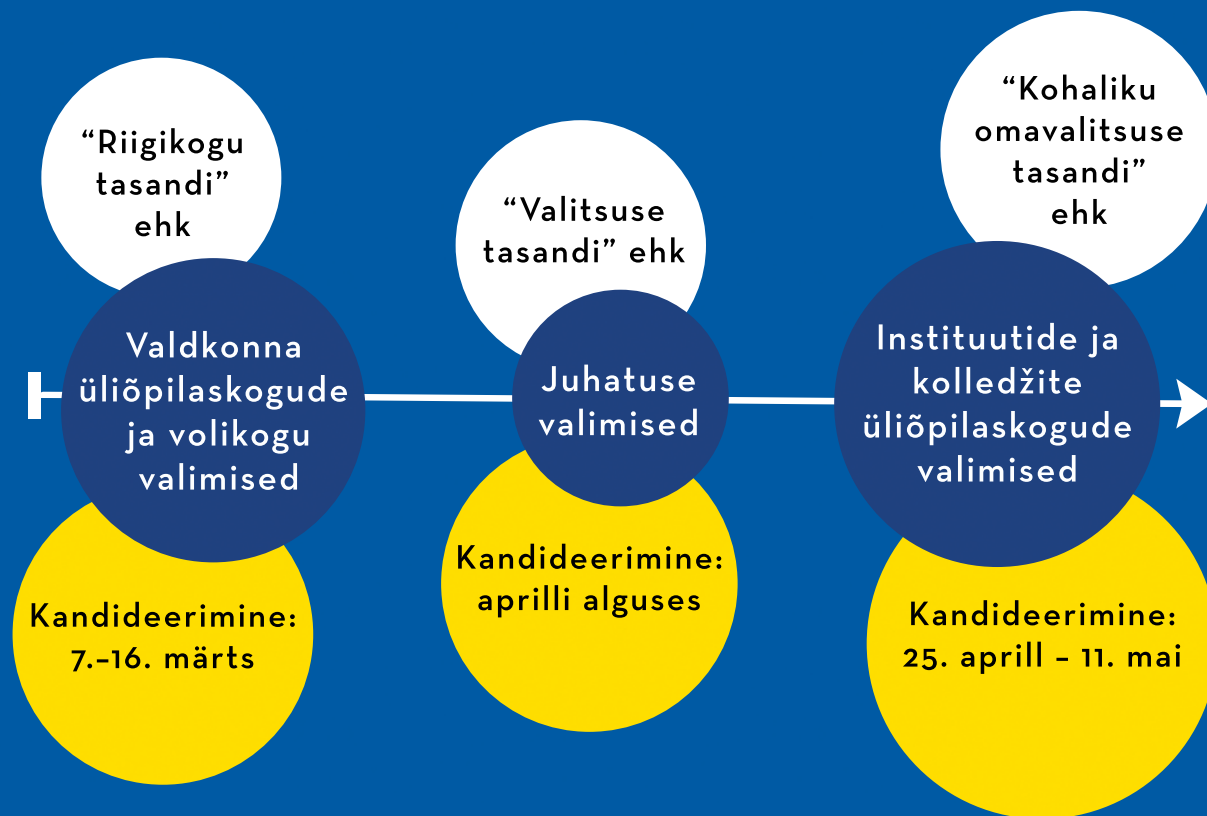 “Riigikogu
tasandi”
ehk
Valdkonna
üliõpilaskogude
ja volikogu
valimised
Kandideerimine:
7.–16. märts
“Valitsuse
tasandi” ehk
Juhatuse
valimised
Kandideerimine:
aprilli alguses
“Kohaliku
omavalitsuse
tasandi”
ehk
Instituutide ja
kolledžite
üliõpilaskogude
valimised
Kandideerimine:
25. aprill – 11. mai